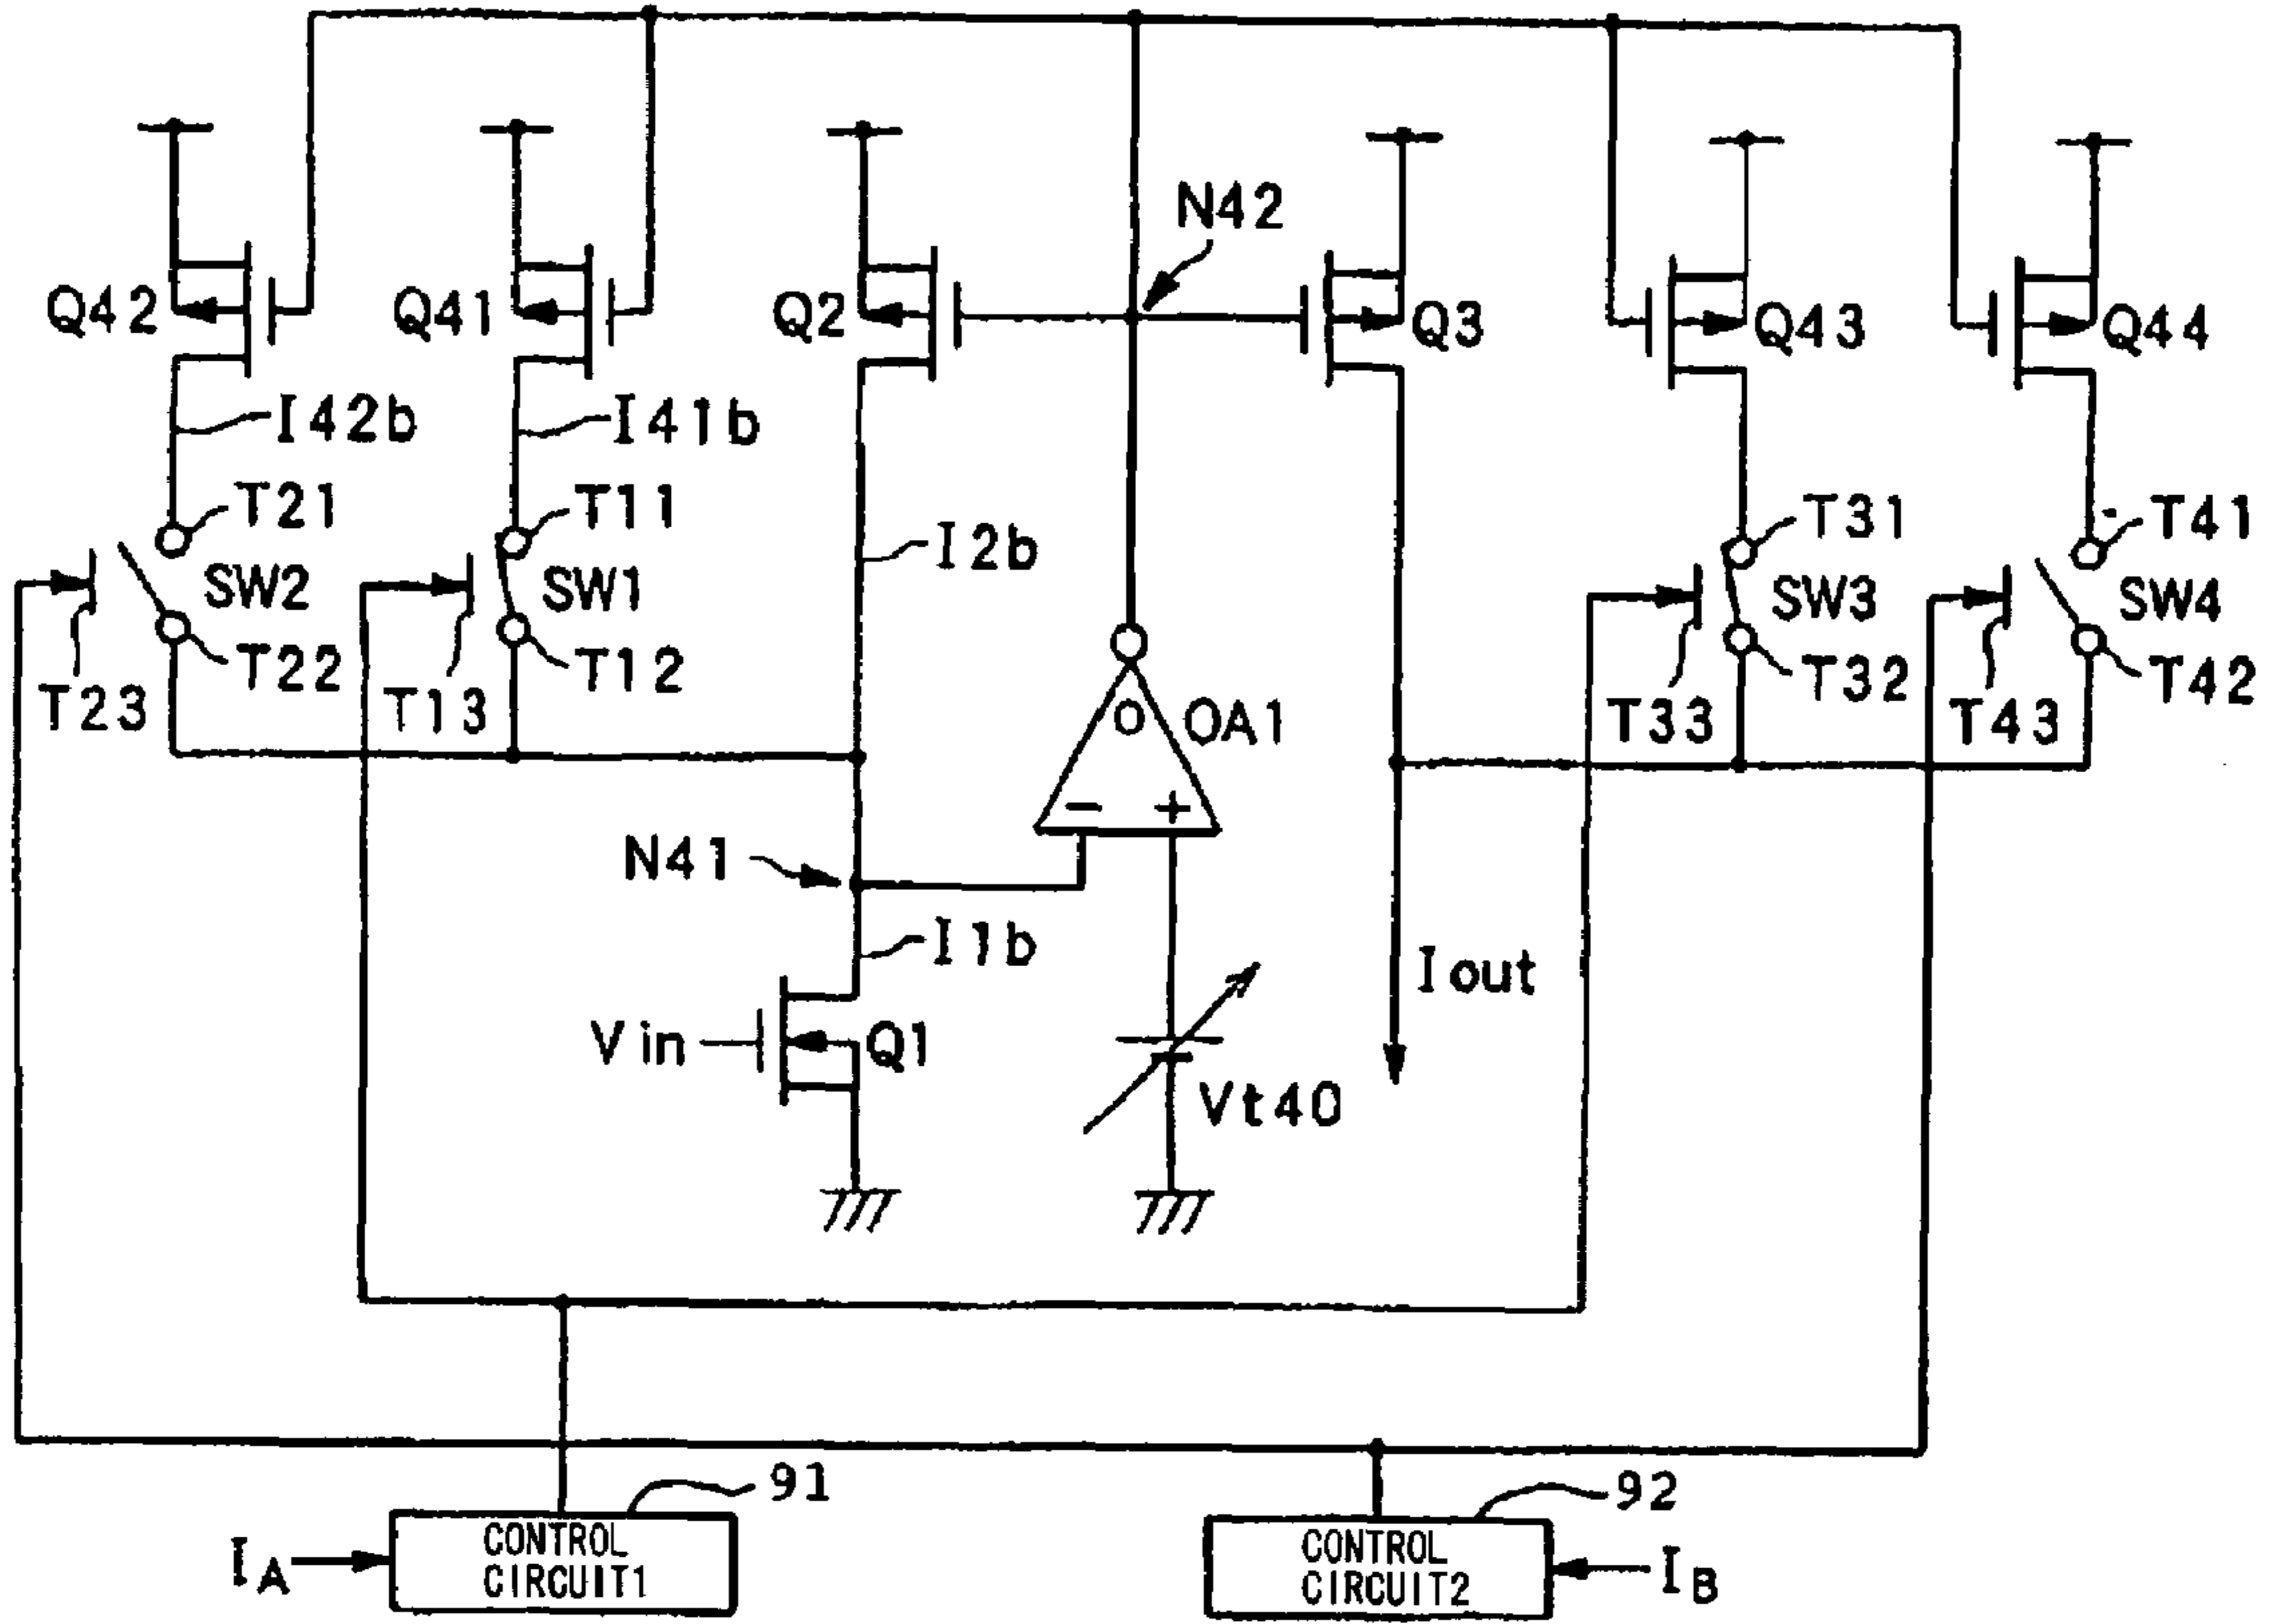 N42
Q42
Q41
Q2
Q3
Q43
Q44
I42b
I41b
T21
T11
I2b
T31
T41
SW2
SW1
SW3
SW4
T22
T12
T32
T42
T23
T13
O
OA1
T33
T43
- +
N41
I1b
Iout
Vin
Q1
Vt40
91
92
IA
CONTROL
CIRCUIT1
CONTROL
CIRCUIT2
IB